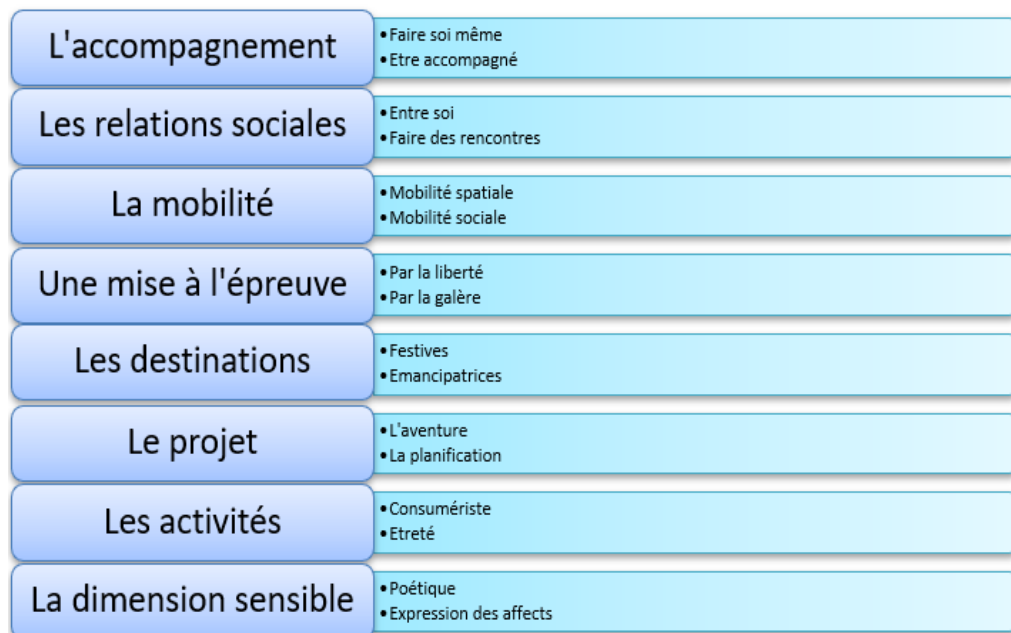 L'accompagnement
•Faire soi même
•Etre accompagné
Les relations sociales
•Entre soi
•Faire des rencontres
La mobilité
•Mobilité spatiale
•Mobilité sociale
Une mise à l'épreuve
•Par la liberté
•Par la galère
Les destinations
•Festives
•Emancipatrices
Le projet
•L'aventure
•La planification
Les activités
•Consumériste
•Etreté
La dimension sensible
•Poétique
•Expression des affects